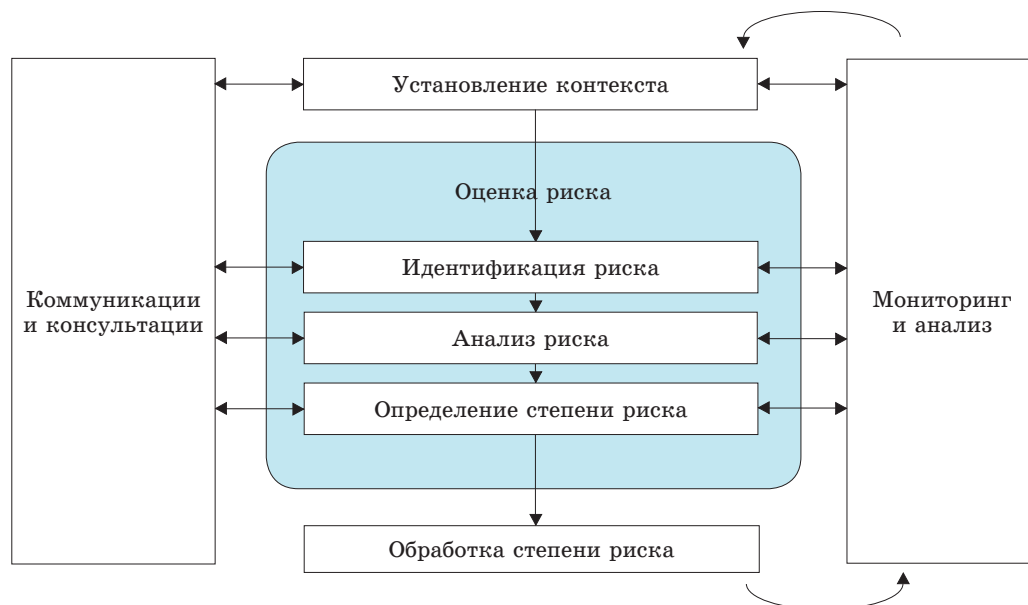 Установление контекста
Оценка риска
Идентификация риска
Коммуникации
и консультации
Мониторинг
и анализ
Анализ риска
Определение степени риска
Обработка степени риска